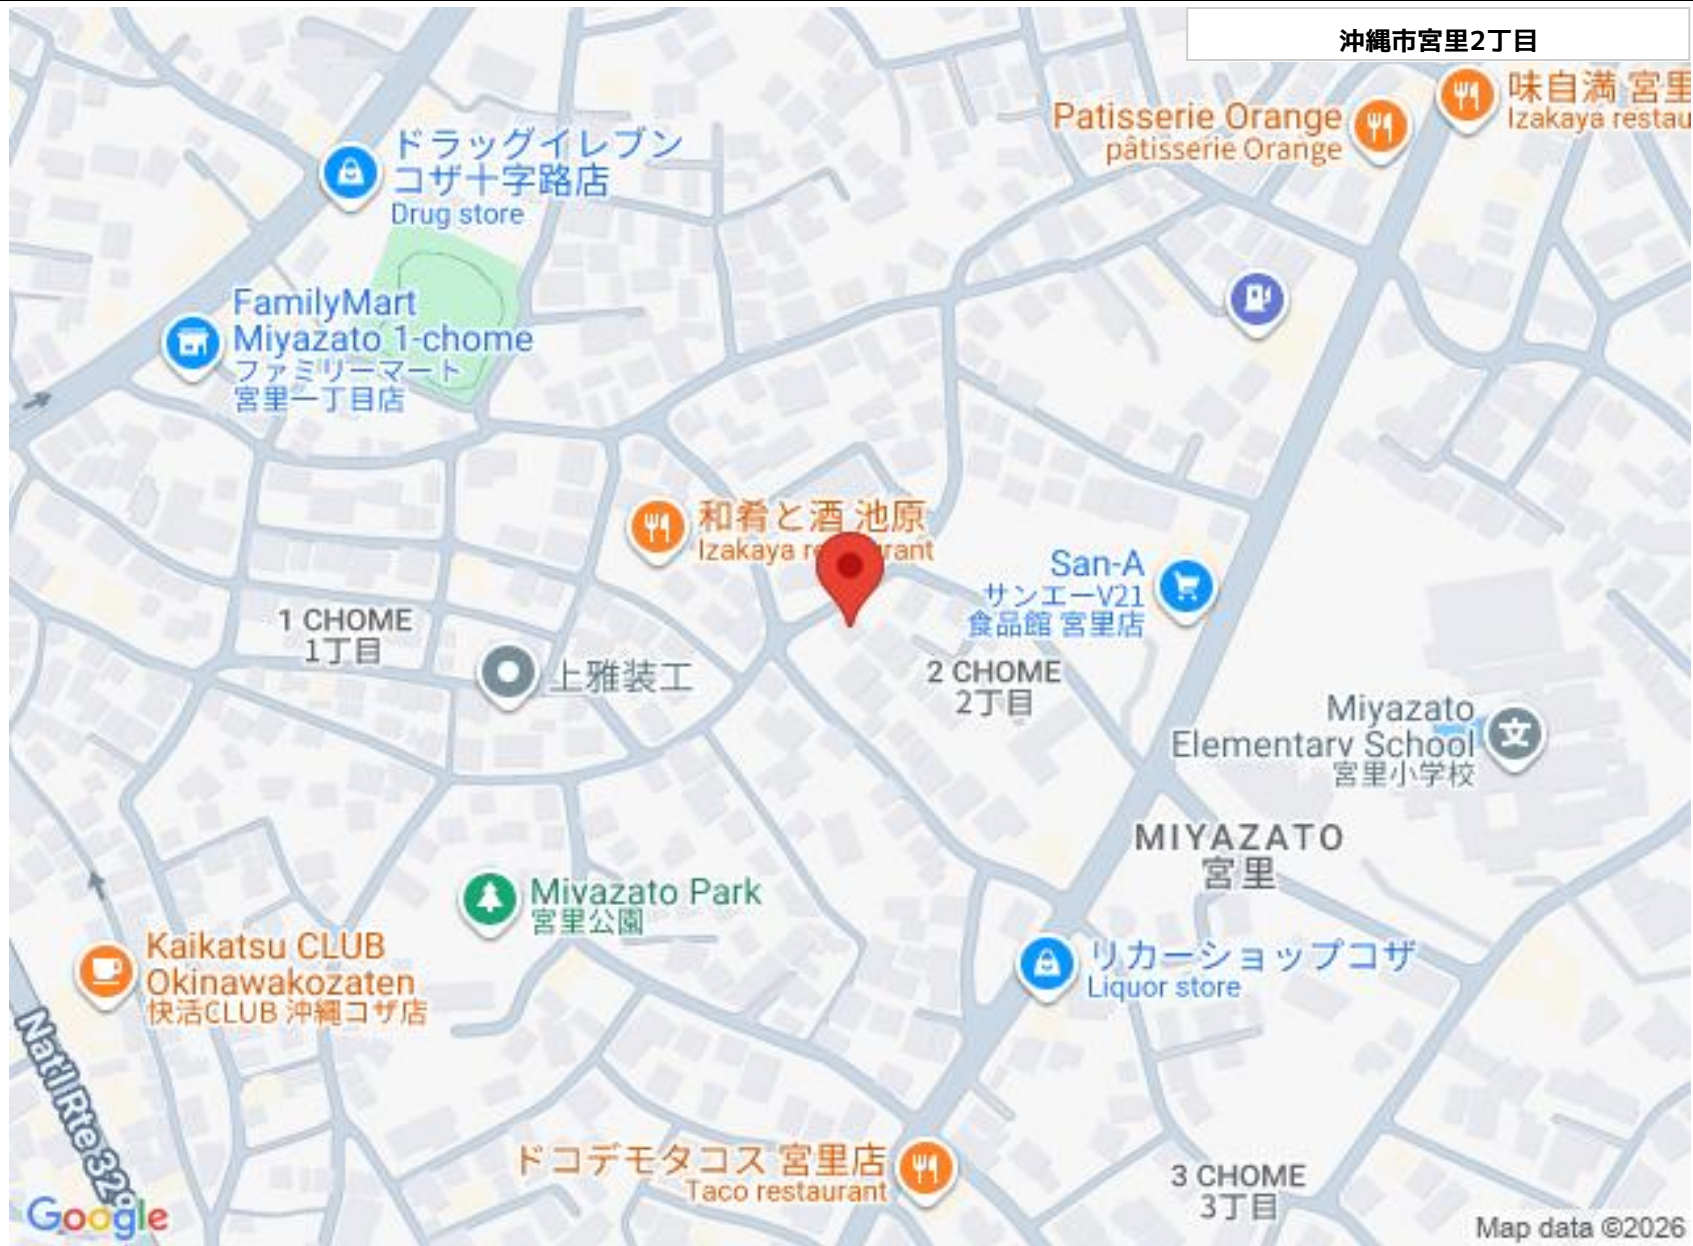 沖縄市宮里2丁目
味自満 宮里
Izakaya restau
Patisserie Orange
pâtisserie Orange
ドラッグイレブン
コザ十字路店
Drug store
FamilyMart
Miyazato 1-chome
ファミリーマート
宮里一丁目店
和肴と酒 池原
Izakaya re
rant
San-A
サンエーV21
食品館 宮里店
1 CHOME
1丁目
上雅装工
2 CHOME
2丁目
Miyazato
Elementary School
宮里小学校
MIYAZATO
宮里
Miyazato Park
宮里公園
Kaikatsu CLUB
Okinawakozaten
快活CLUB 沖縄コザ店
リカーショップコザ
Liquor store
Nat'l Rte 329
ドコデモタコス 宮里店
Taco restaurant
3 CHOME
3丁目
文
Google
Map data ©2026